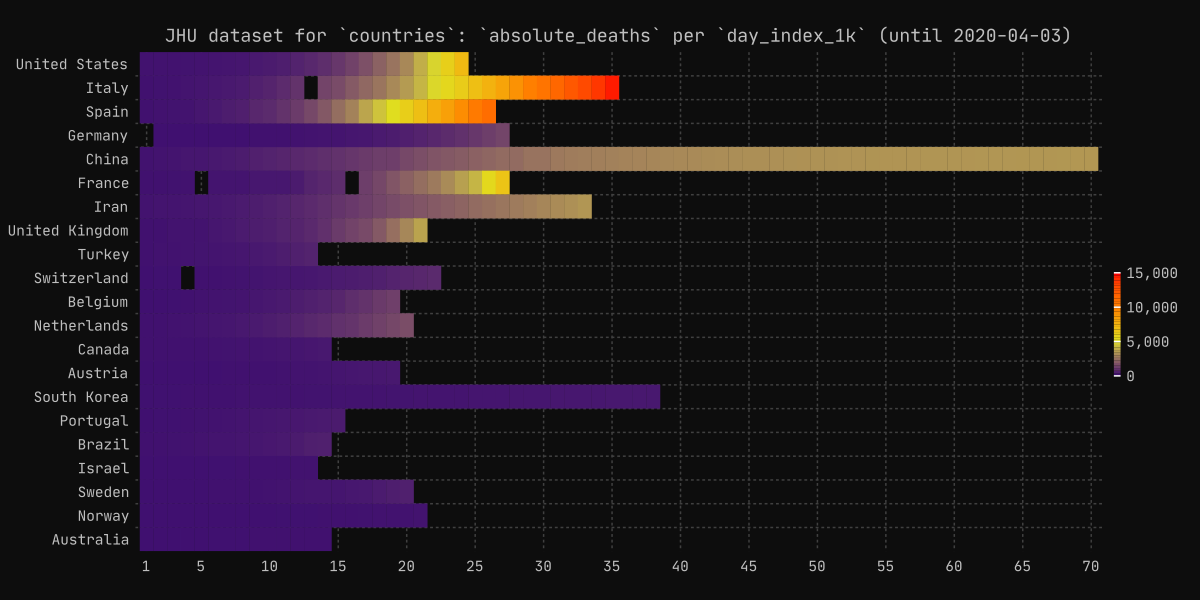 JHU dataset for `countries`: `absolute_deaths` per `day_index_1k` (until 2020-04-03)
United States
Italy
Spain
Germany
China
France
Iran
United Kingdom
Turkey
Switzerland
Belgium
Netherlands
Canada
Austria
South Korea
Portugal
Brazil
Israel
Sweden
Norway
Australia
1 5 10 15 20 25 30 35 40 45 50 55 60 65 70
15,000
10,000
5,000
0